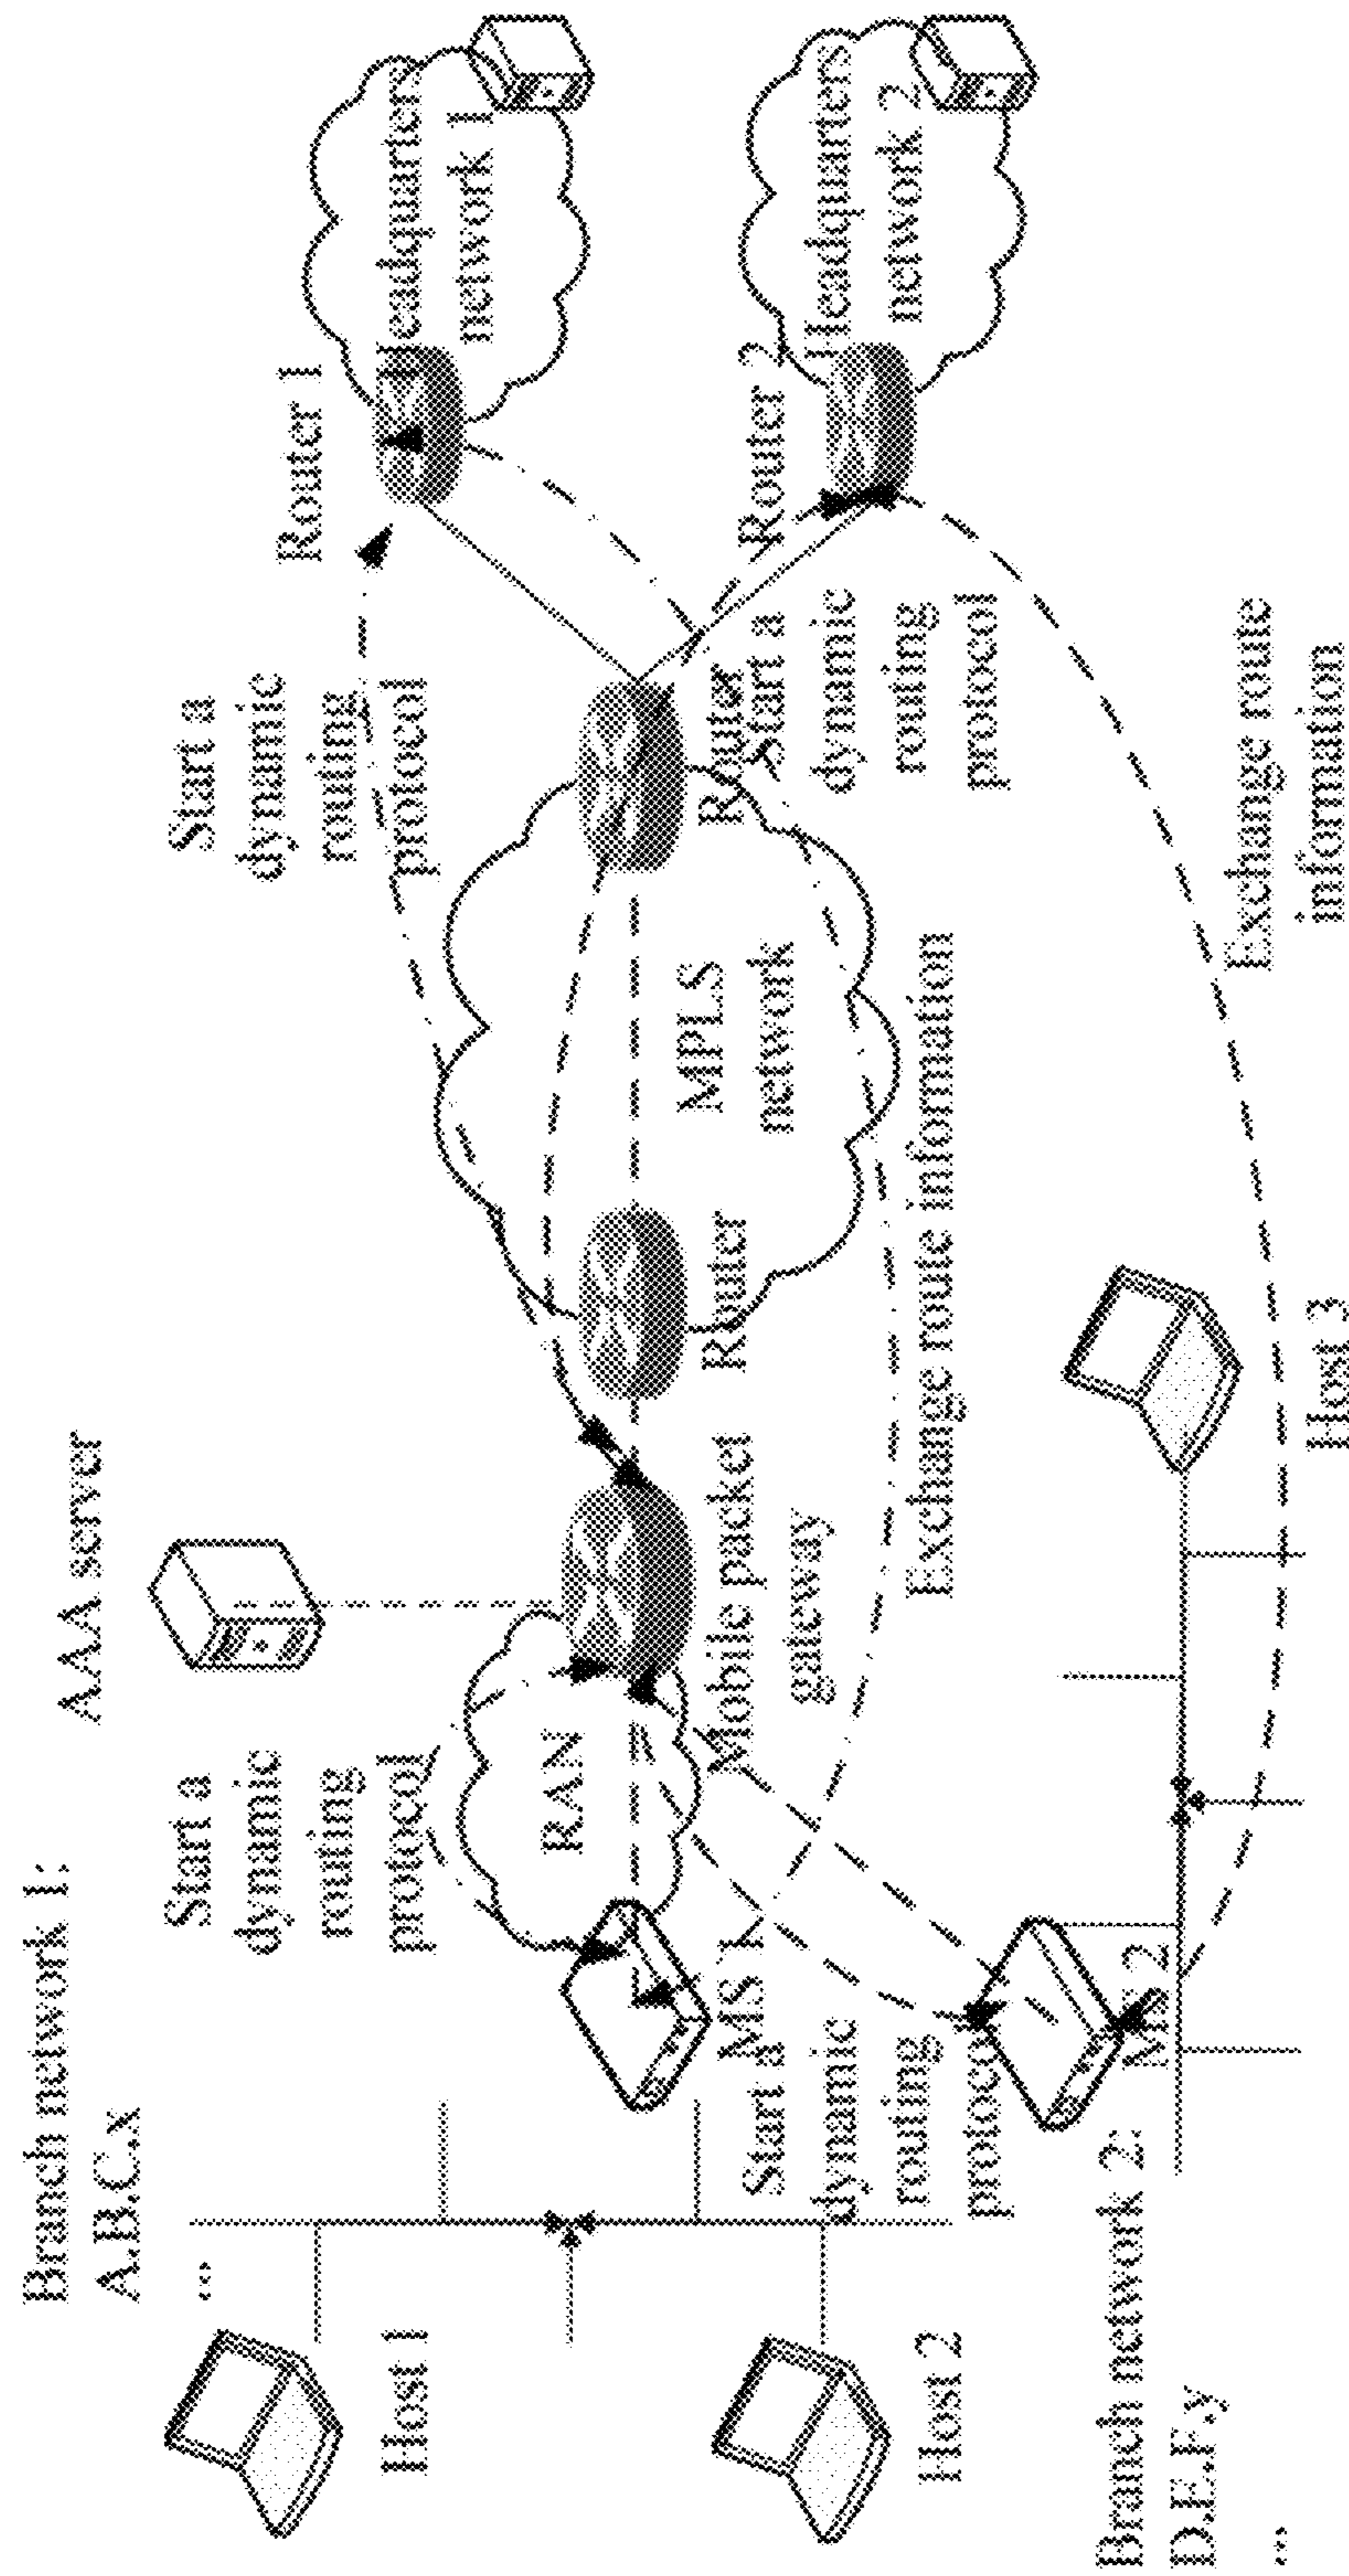 Branch network 1:
A.B.C.x
...
Host 1
Host 2
Branch network 2:
D.E.F.y
...
Start a
dynamic
routing
protocol
AAA server
RAN
MS 1
Start a
dynamic
routing
protocol
MS 2
Mobile packet
gateway
Host 3
Router
MPLS
network
Router
Exchange route information
Exchange route
information
Start a
dynamic
routing
protocol
Router 1
Headquarters
network 1
Start a
dynamic
routing
protocol
Router 2
Headquarters
network 2